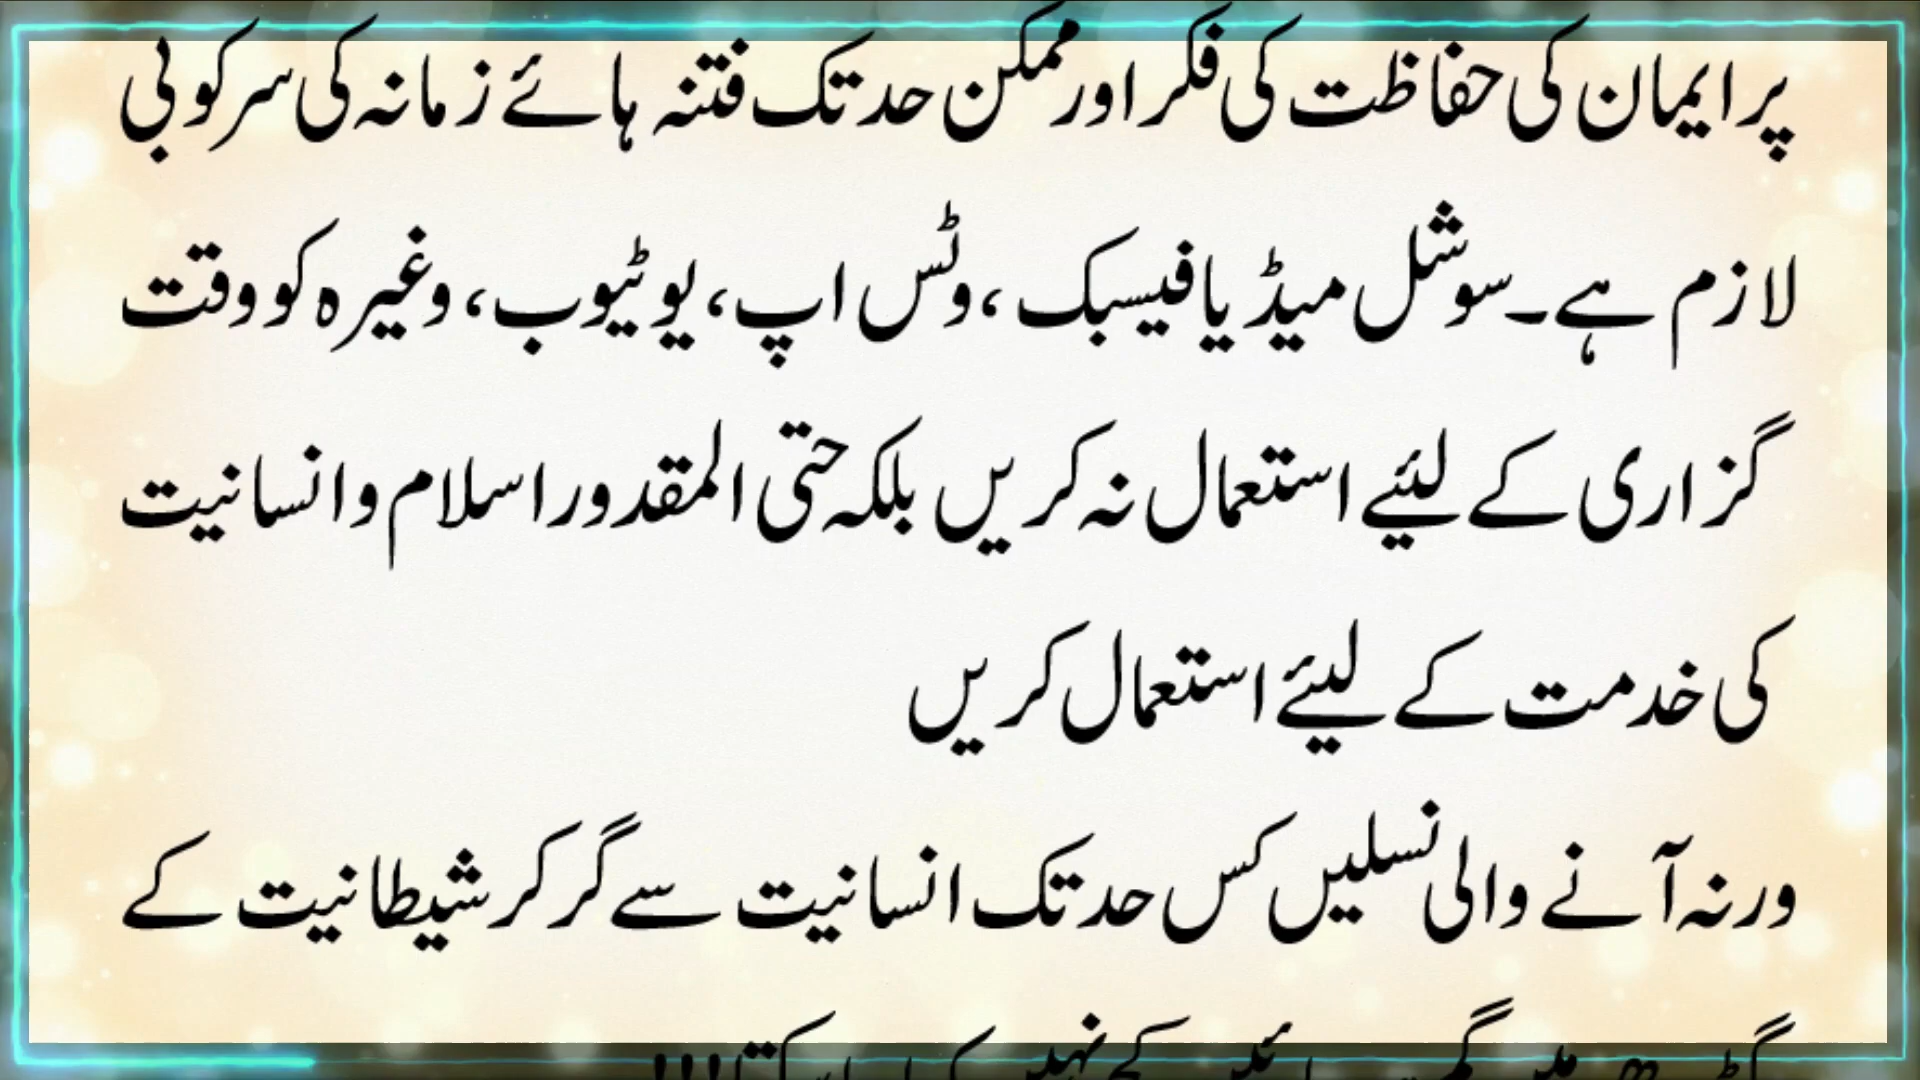 پر ایمان کی حفاظت کی فکر اور ممکن حد تک فتنہ ہائے زمانہ کی سرکوبی
لازم ہے۔ سوشل میڈیا فیسبک ، وٹس اپ، یوٹیوب، وغیرہ کو وقت
گزاری کے لئیے استعمال نہ کریں بلکہ حتی المقدور اسلام و انسانیت
کی خدمت کے لیئے استعمال کریں
ورنہ آنے والی نسلیں کس حد تک انسانیت سے گر کر شیطانیت کے